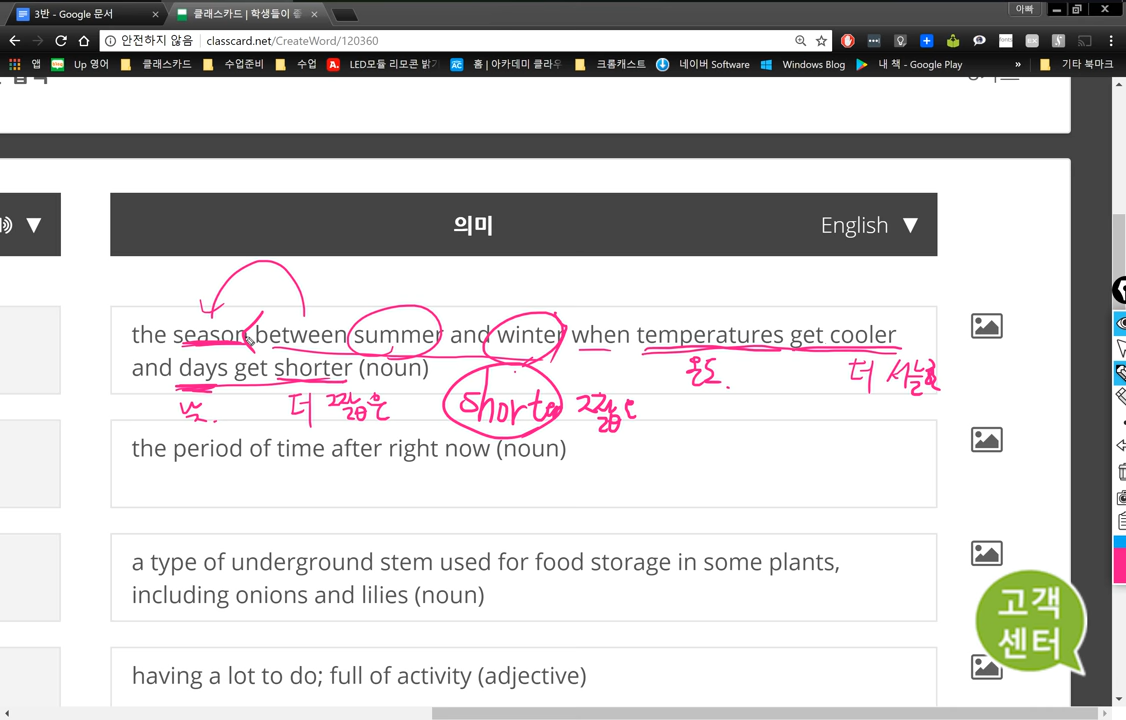 3반 - Google 문서
클래스카드 | 학생들이 즐
아빠
안전하지 않음 classcard.net/CreateWord/120360
앱 Up 영어 클래스카드 수업준비 수업 LED모듈 리모콘 밝기 홈 | 아카데미 클라우 크롬캐스트 네이버 Software Windows Blog 내 책 - Google Play » 기타 북마크
의미 English ▼
the season between summer and winter when temperatures get cooler
and days get shorter (noun)
온도.
낮.
더 짧은
short
짧은
the period of time after right now (noun)
a type of underground stem used for food storage in some plants,
including onions and lilies (noun)
고객
센터
having a lot to do; full of activity (adjective)